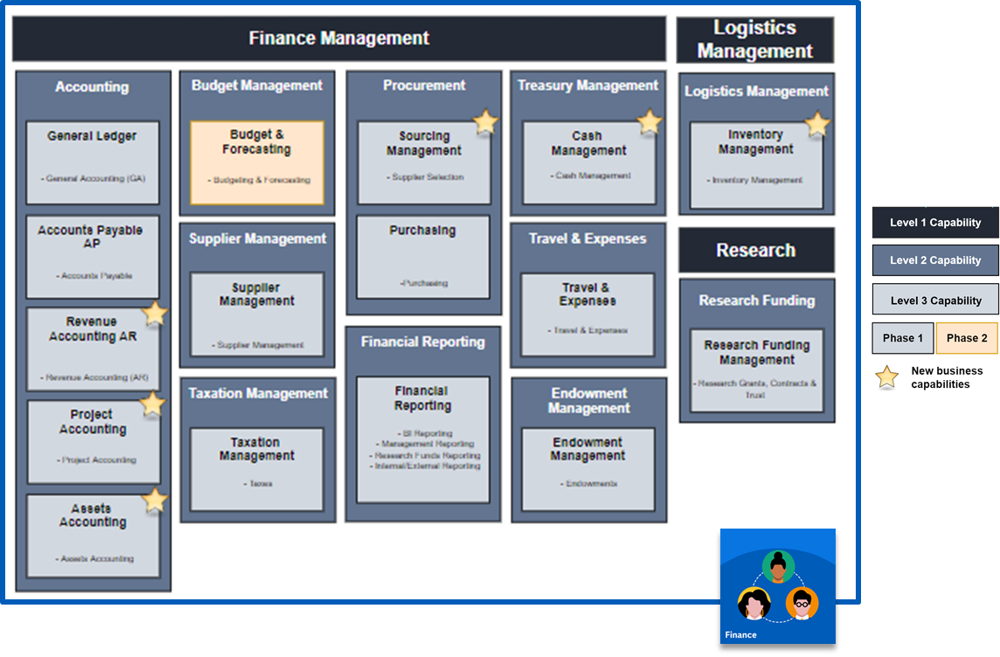 Finance Management
Accounting
General Ledger
- General Accounting (GA)
Accounts Payable
AP
- Accounts Payable
Revenue
Accounting AR
- Revenue Accounting (AR)
Project
Accounting
- Project Accounting
Assets
Accounting
- Assets Accounting
Budget Management
Budget &
Forecasting
- Budgeting & Forecasting
Supplier Management
Supplier
Management
- Supplier Management
Taxation Management
Taxation
Management
- Taxes
Procurement
Sourcing
Management
- Supplier Selection
Purchasing
-Purchasing
Financial Reporting
Financial
Reporting
- BI Reporting
- Management Reporting
- Research Funds Reporting
- Internal/External Reporting
Treasury Management
Cash
Management
- Cash Management
Travel & Expenses
Travel &
Expenses
- Travel & Expenses
Endowment
Management
Endowment
Management
- Endowments
Logistics
Management
Logistics Management
Inventory
Management
- Inventory Management
Research
Research Funding
Research Funding
Management
- Research Grants, Contracts &
Trust
Level 1 Capability
Level 2 Capability
Level 3 Capability
Phase 1
Phase 2
New business
capabilities
Finance